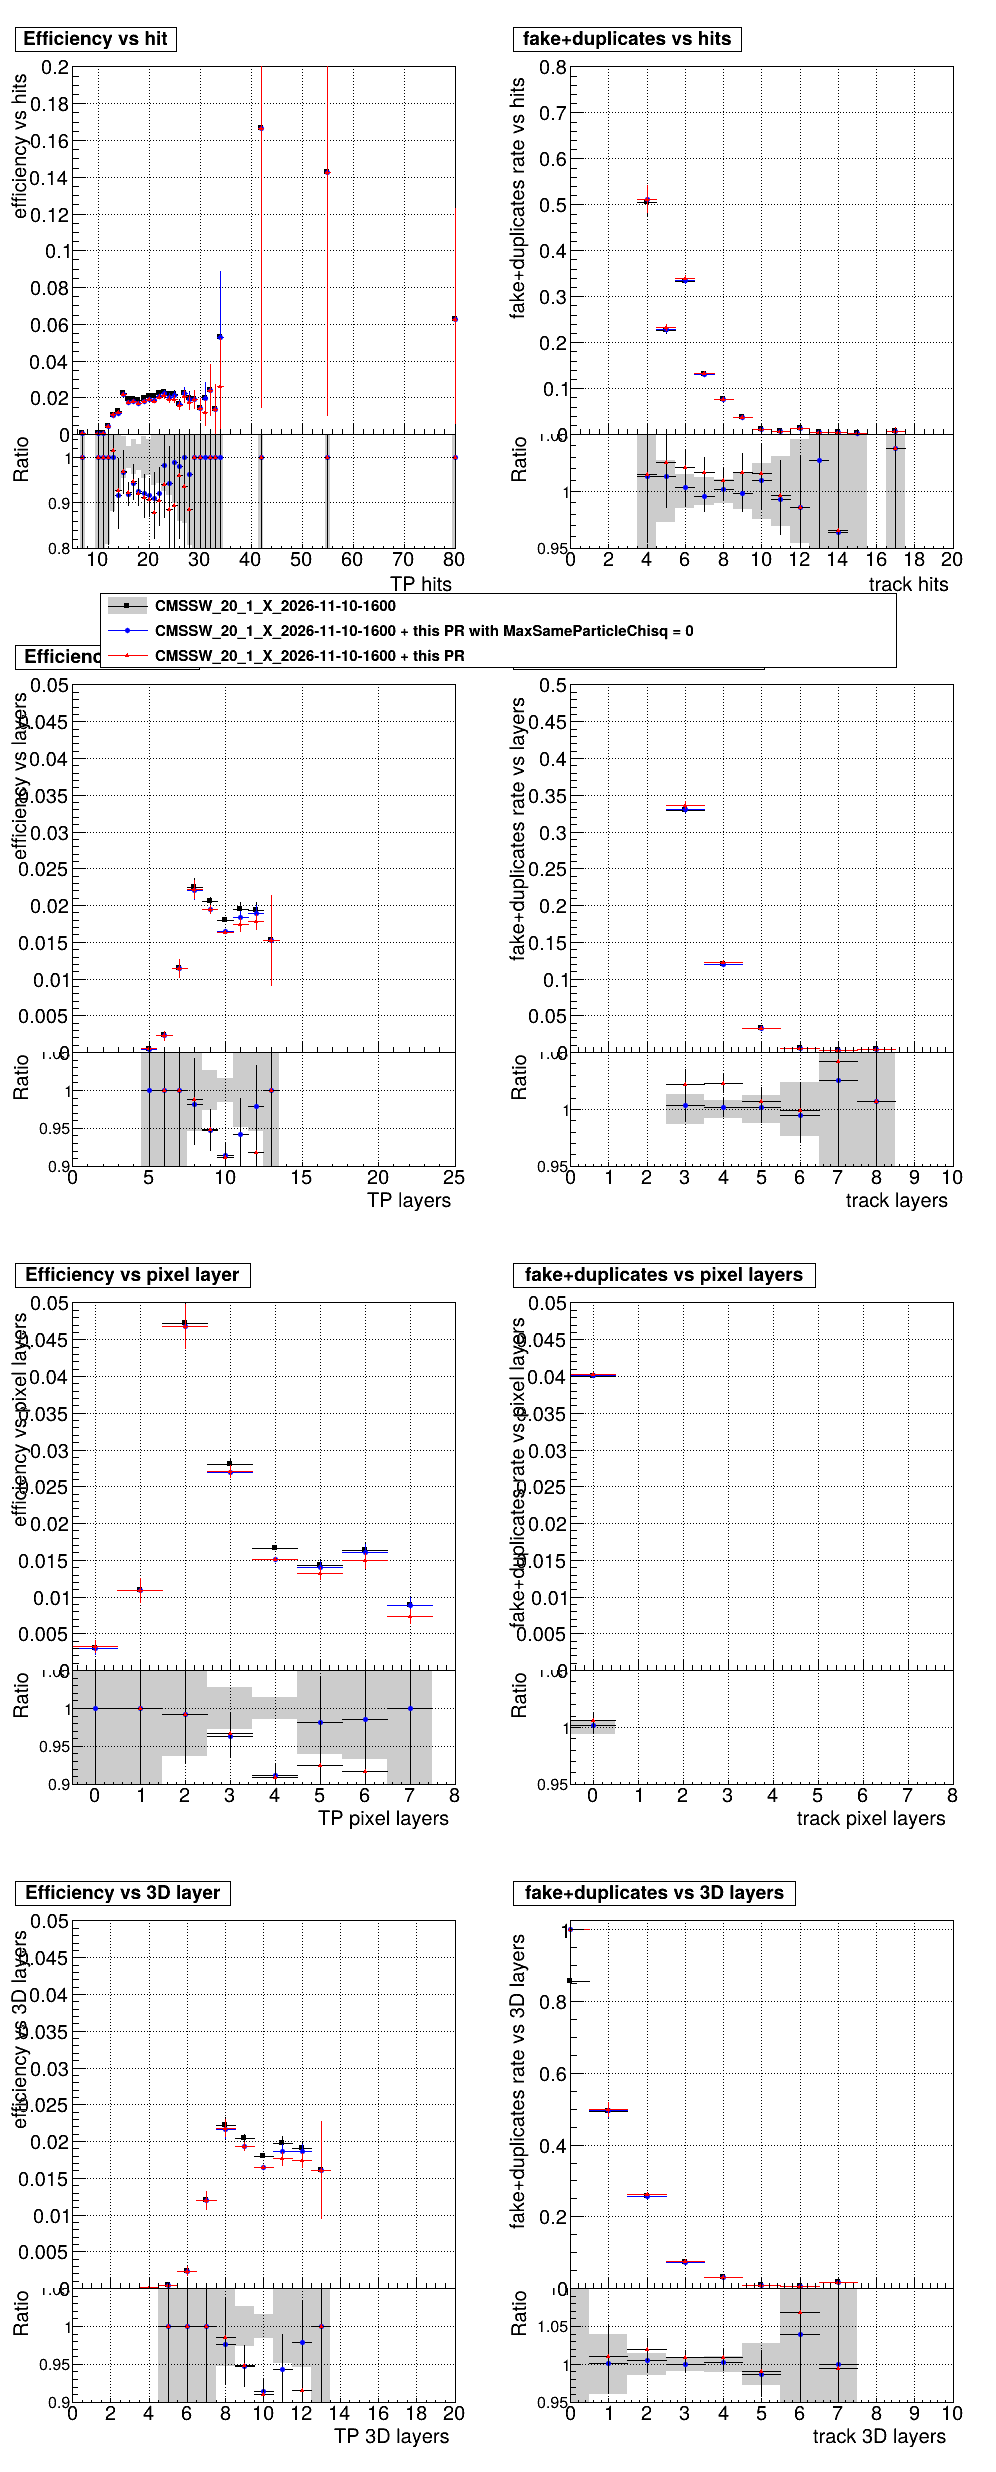 Efficiency vs hit
fake+duplicates vs hits
efficiency vs hits
0.2
0.18
0.16
0.14
0.12
0.1
0.08
0.06
0.04
0.02
0
Ratio
1
0.9
0.8
10 20 30 40 50 60 70 80
TP hits
fake+duplicates rate vs hits
0.8
0.7
0.6
0.5
0.4
0.3
0.2
0.1
0
Ratio
1
0.95
0 2 4 6 8 10 12 14 16 18 20
track hits
CMSSW_20_1_X_2026-11-10-1600
CMSSW_20_1_X_2026-11-10-1600 + this PR with MaxSameParticleChisq = 0
CMSSW_20_1_X_2026-11-10-1600 + this PR
efficiency vs layers
0.05
0.045
0.04
0.035
0.03
0.025
0.02
0.015
0.01
0.005
0
Ratio
1
0.95
0.9
0 5 10 15 20 25
TP layers
fake+duplicates rate vs layers
0.5
0.45
0.4
0.35
0.3
0.25
0.2
0.15
0.1
0.05
0
Ratio
1
0.95
0 1 2 3 4 5 6 7 8 9 10
track layers
Efficiency vs pixel layer
fake+duplicates vs pixel layers
efficiency vs pixel layers
0.05
0.045
0.04
0.035
0.03
0.025
0.02
0.015
0.01
0.005
0
Ratio
1
0.95
0.9
0 1 2 3 4 5 6 7 8
TP pixel layers
fake+duplicates rate vs pixel layers
0.05
0.045
0.04
0.035
0.03
0.025
0.02
0.015
0.01
0.005
0
Ratio
1
0.95
0 1 2 3 4 5 6 7 8
track pixel layers
Efficiency vs 3D layer
fake+duplicates vs 3D layers
efficiency vs 3D layers
0.05
0.045
0.04
0.035
0.03
0.025
0.02
0.015
0.01
0.005
0
Ratio
1
0.95
0.9
0 2 4 6 8 10 12 14 16 18 20
TP 3D layers
fake+duplicates rate vs 3D layers
1
0.8
0.6
0.4
0.2
0
Ratio
1.05
1
0.95
0 1 2 3 4 5 6 7 8 9 10
track 3D layers